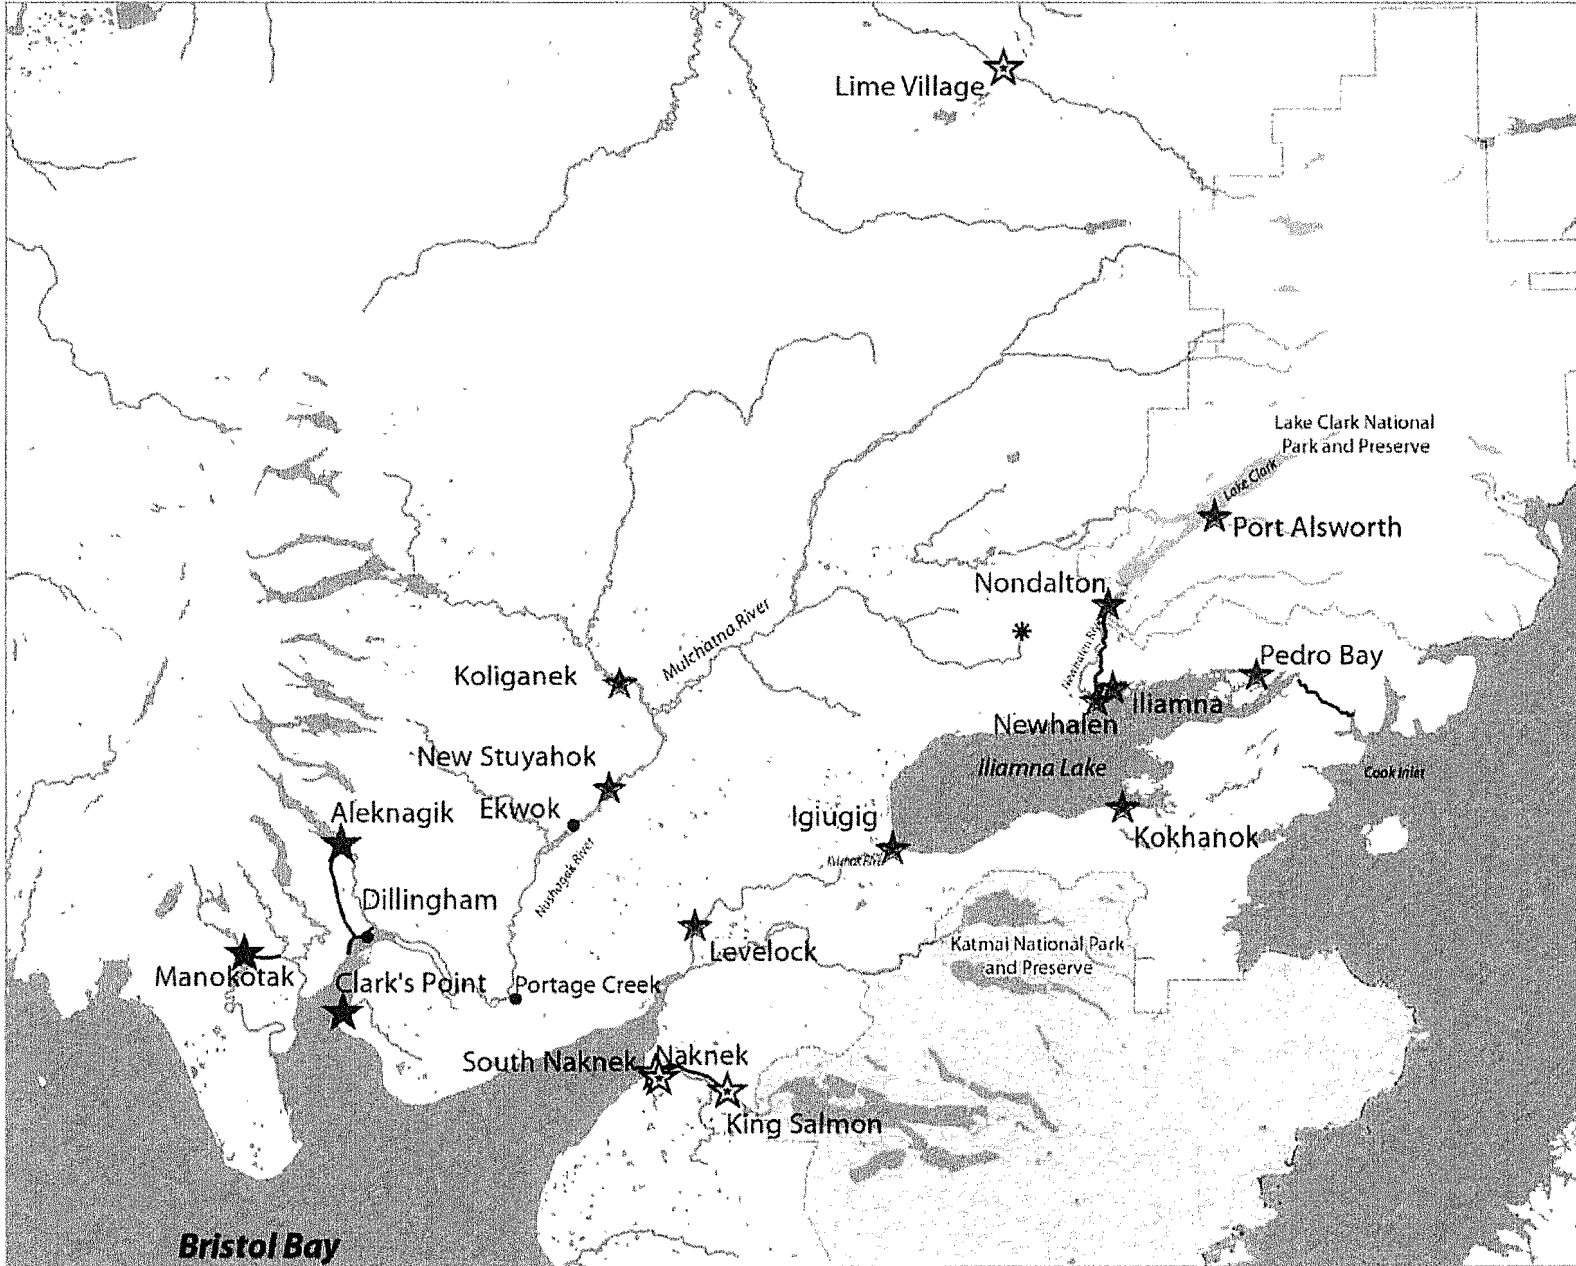 Lime Village
Lake Clark National
Park and Preserve
Lake Clark
Port Alsworth
Nondalton
Newhalen River
Mulchatna River
Koliganek
Pedro Bay
Iliamna
Newhalen
New Stuyahok
Iliamna Lake
Cook Inlet
Ekwok
Aleknagik
Igiugig
Kokhanok
Nushagak River
Dillingham
Levelock
Katmai National Park
and Preserve
Manokotak
Clark's Point
Portage Creek
South Naknek
Naknek
King Salmon
Bristol Bay